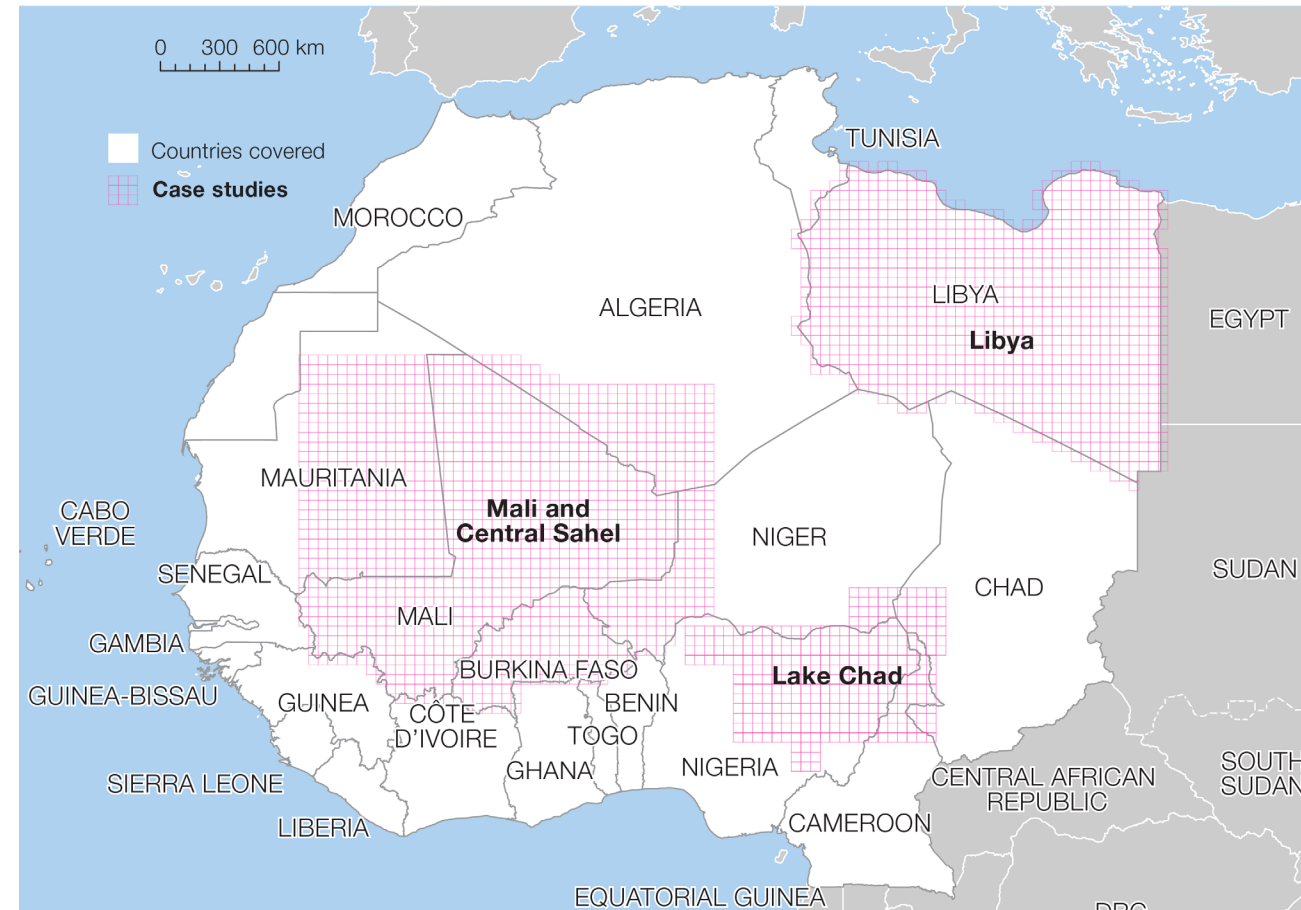 0 300 600 km
Countries covered
Case studies
TUNISIA
MOROCCO
ALGERIA
LIBYA
Libya
EGYPT
MAURITANIA
CABO
VERDE
Mali and
Central Sahel
NIGER
SENEGAL
CHAD
SUDAN
MALI
GAMBIA
BURKINA FASO
Lake Chad
GUINEA-BISSAU
GUINEA
CÔTE
D'IVOIRE
BENIN
TOGO
GHANA
NIGERIA
SIERRA LEONE
CENTRAL AFRICAN
REPUBLIC
SOUTH
SUDAN
LIBERIA
CAMEROON
EQUATORIAL GUINEA
DRC